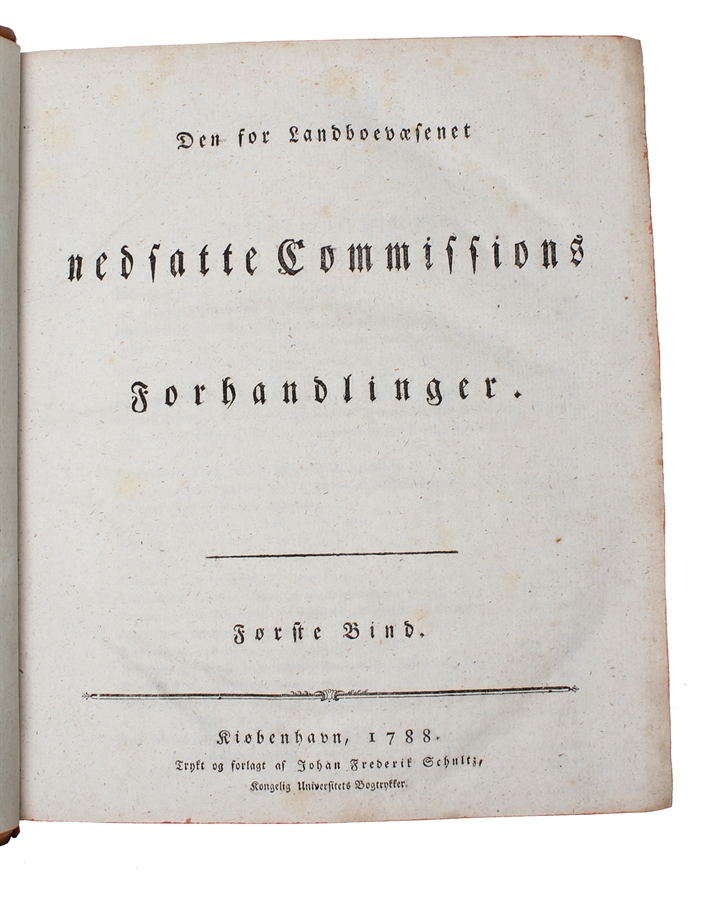 Den for Landboevæsenet
nedsatte Commissions
Forhandlinger.
Første Bind.
Kiøbenhavn, 1788.
Trykt og forlagt af Johan Frederik Schultz,
Kongelig Universitets Bogtrykker.